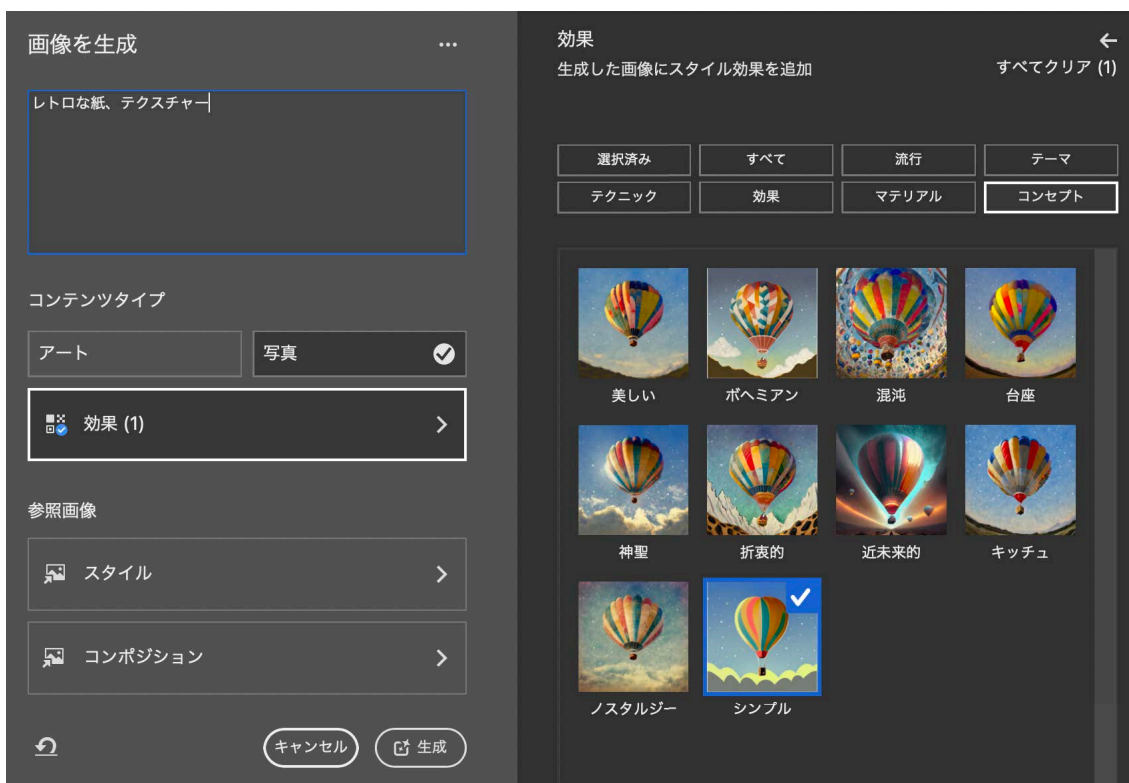 画像を生成
レトロな紙、テクスチャー
コンテンツタイプ
アート
写真
効果 (1)
参照画像
スタイル
コンポジション
キャンセル
生成
効果
生成した画像にスタイル効果を追加
すべてクリア (1)
選択済み
すべて
流行
テーマ
テクニック
効果
マテリアル
コンセプト
美しい
ボヘミアン
混沌
台座
神聖
折衷的
近未来的
キッチュ
ノスタルジー
シンプル